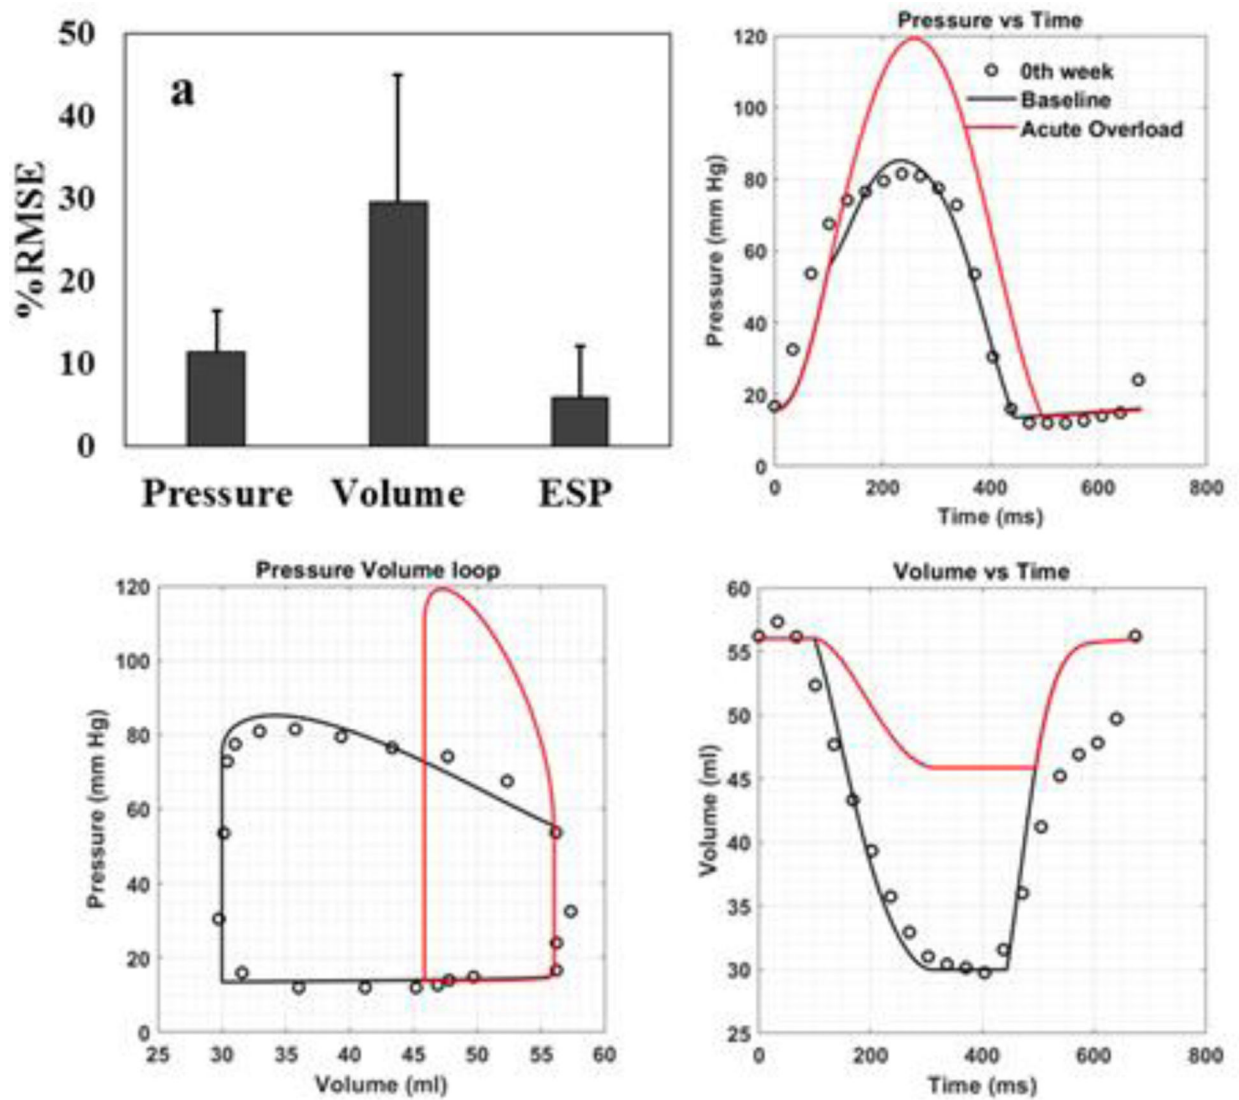 a
%RMSE
50
40
30
20
10
0
Pressure Volume ESP
Pressure vs Time
Pressure (mm Hg)
120
100
80
60
40
20
0
0th week
Baseline
Acute Overload
0 200 400 600 800
Time (ms)
Pressure Volume loop
Pressure (mm Hg)
120
100
80
60
40
20
0
25 30 35 40 45 50 55 60
Volume (ml)
Volume vs Time
Volume (ml)
60
55
50
45
40
35
30
25
0 200 400 600 800
Time (ms)